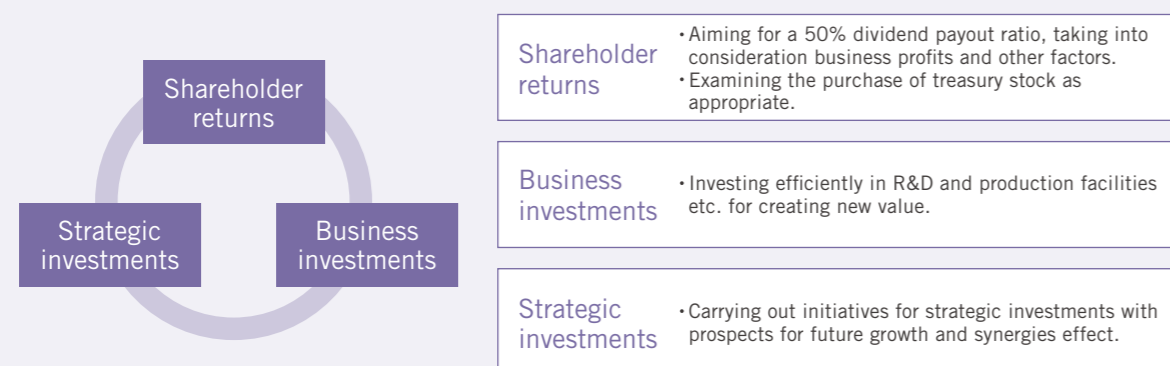 Shareholder
returns
Strategic
investments
Business
investments
Shareholder
returns
・Aiming for a 50% dividend payout ratio, taking into
consideration business profits and other factors.
・Examining the purchase of treasury stock as
appropriate.
Business
investments
・Investing efficiently in R&D and production facilities
etc. for creating new value.
Strategic
investments
・Carrying out initiatives for strategic investments with
prospects for future growth and synergies effect.